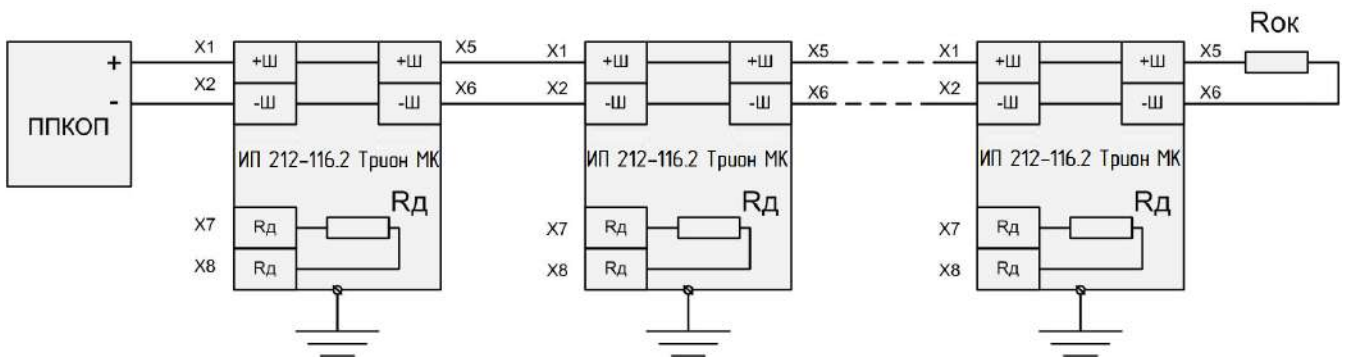 Rок
X1 X5 X1 X5 X1 X5
+ +Ш +Ш +Ш +Ш +Ш +Ш
X2 X6 X2 X6 X2 X6
- -Ш -Ш -Ш -Ш -Ш -Ш
ППКОП
ИП 212-116.2 Трион МК ИП 212-116.2 Трион МК ИП 212-116.2 Трион МК
Rд Rд Rд
X7 Rд X7 Rд X7 Rд
X8 Rд X8 Rд X8 Rд